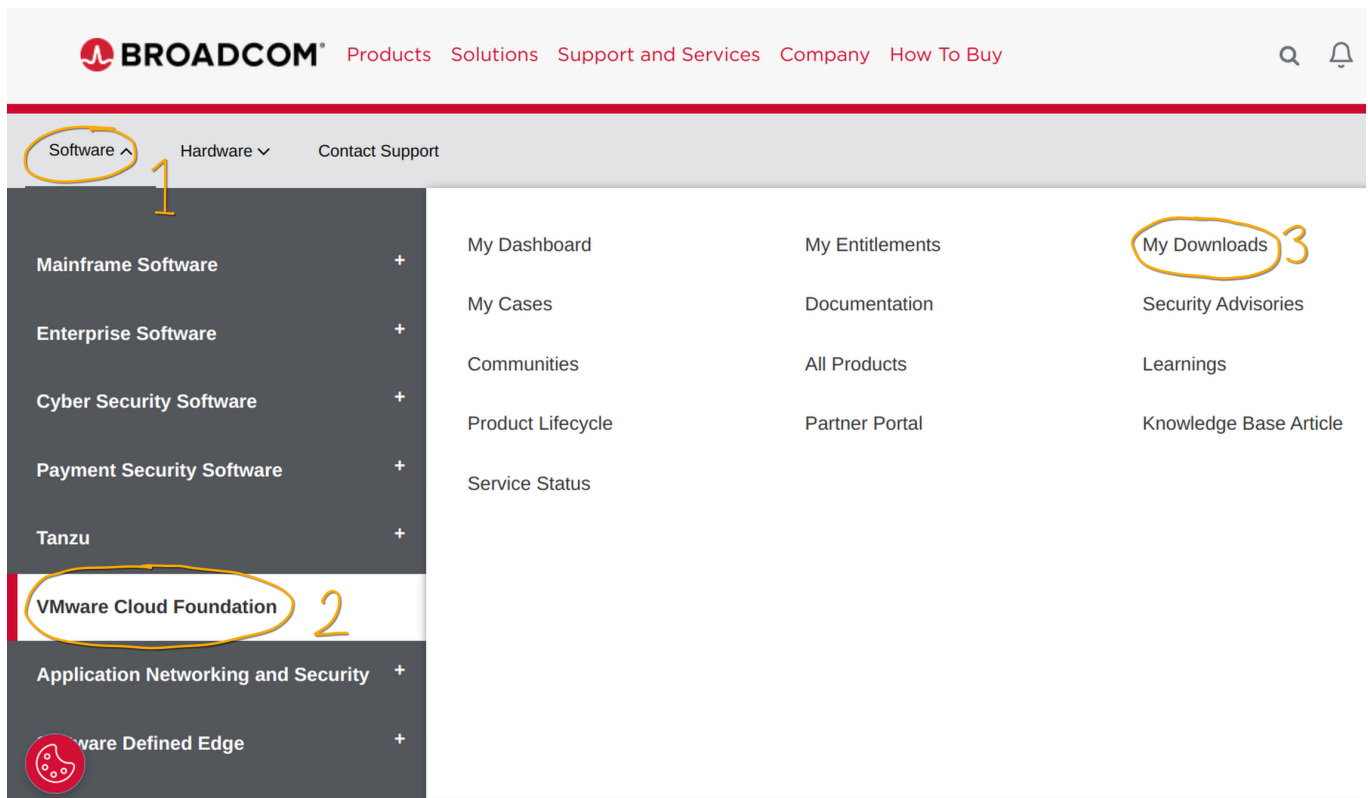 BROADCOM® Products Solutions Support and Services Company How To Buy
Software Hardware Contact Support
1
Mainframe Software +
Enterprise Software +
Cyber Security Software +
Payment Security Software +
Tanzu +
VMware Cloud Foundation 2
Application Networking and Security +
ware Defined Edge +
My Dashboard My Entitlements My Downloads 3
My Cases Documentation Security Advisories
Communities All Products Learnings
Product Lifecycle Partner Portal Knowledge Base Article
Service Status